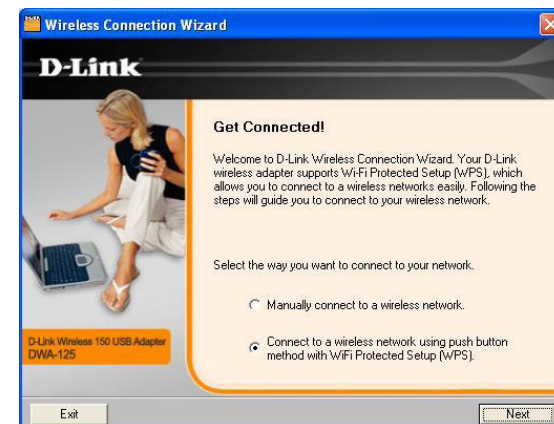 Wireless Connection Wizard
D-Link
Get Connected!
Welcome to D-Link Wireless Connection Wizard. Your D-Link
wireless adapter supports Wi-Fi Protected Setup (WPS), which
allows you to connect to a wireless networks easily. Following the
steps will guide you to connect to your wireless network.
Select the way you want to connect to your network.
Manually connect to a wireless network.
Connect to a wireless network using push button
method with WiFi Protected Setup (WPS).
D-Link Wireless 150 USB Adapter
DWA-125
Exit
Next